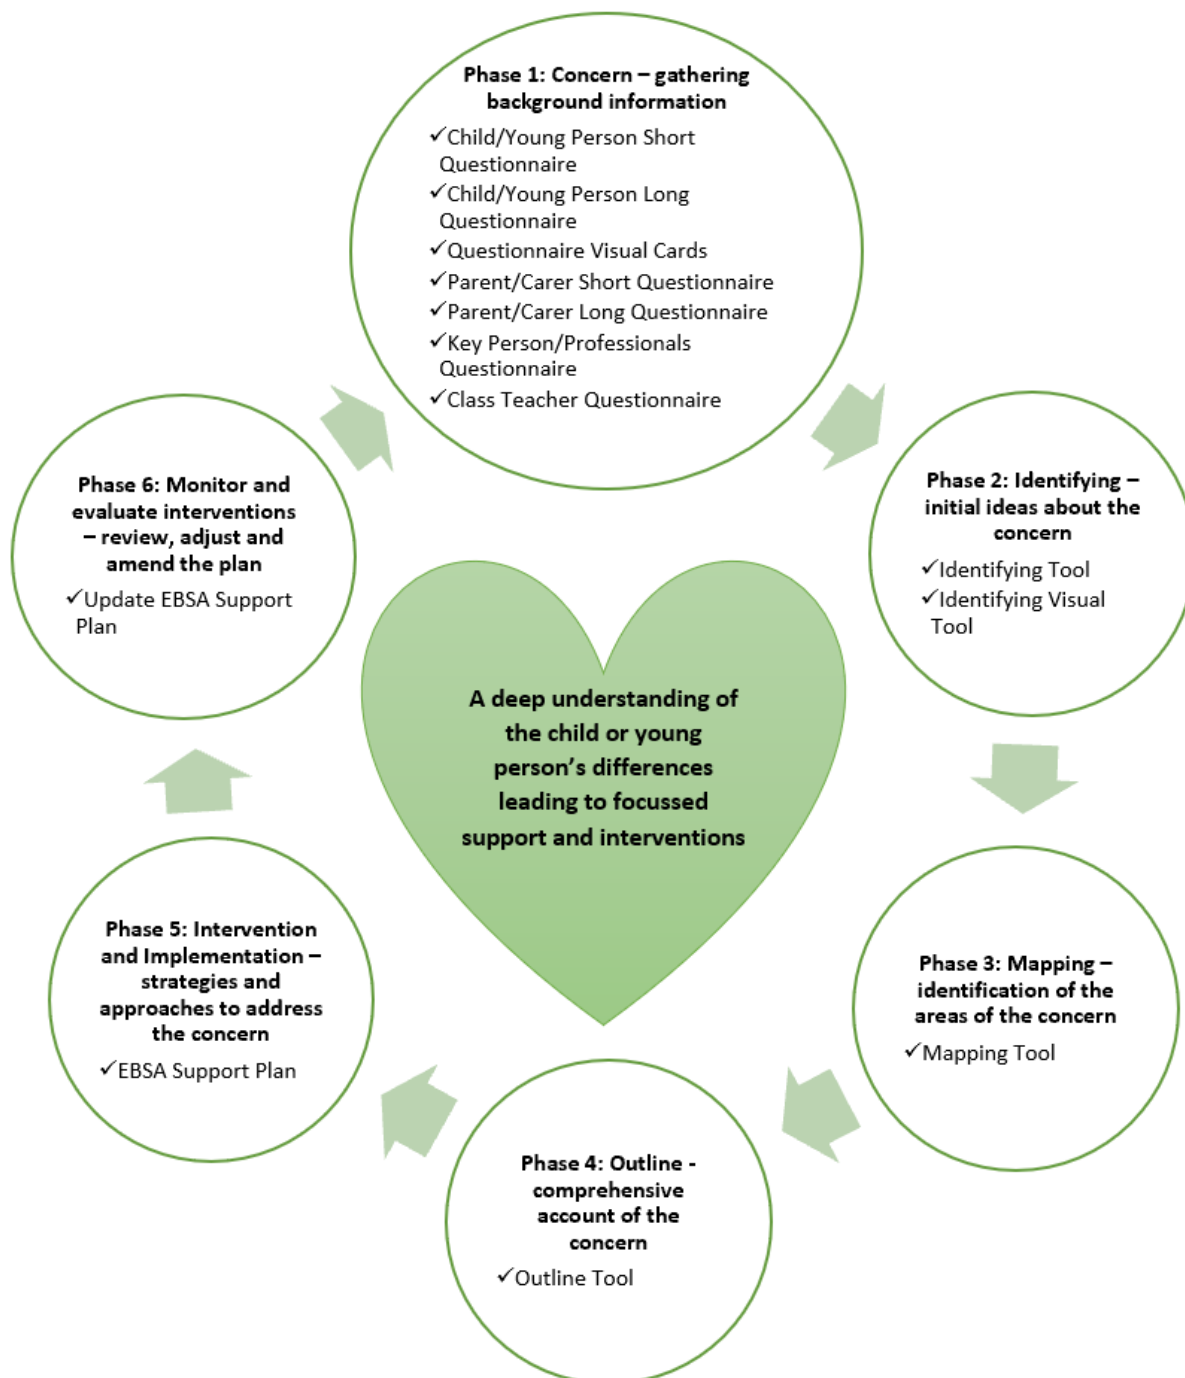 Phase 1: Concern – gathering
background information
✓Child/Young Person Short
Questionnaire
✓Child/Young Person Long
Questionnaire
✓Questionnaire Visual Cards
✓Parent/Carer Short Questionnaire
✓Parent/Carer Long Questionnaire
✓Key Person/Professionals
Questionnaire
✓Class Teacher Questionnaire
Phase 2: Identifying –
initial ideas about the
concern
✓Identifying Tool
✓Identifying Visual
Tool
Phase 3: Mapping –
identification of the
areas of the concern
✓Mapping Tool
Phase 4: Outline -
comprehensive
account of the
concern
✓Outline Tool
Phase 5: Intervention
and Implementation –
strategies and
approaches to address
the concern
✓EBSA Support Plan
Phase 6: Monitor and
evaluate interventions
– review, adjust and
amend the plan
✓Update EBSA Support
Plan
A deep understanding of
the child or young
person’s differences
leading to focussed
support and interventions